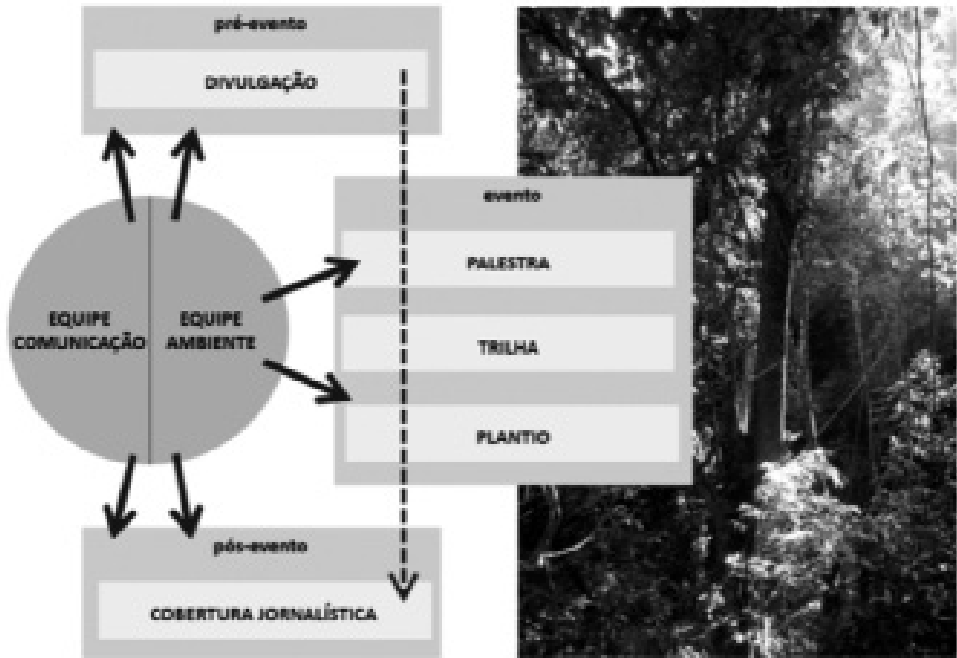 pré-evento
DIVULGAÇÃO
evento
PALESTRA
EQUIPE
COMUNICAÇÃO
EQUIPE
AMBIENTE
TRILHA
PLANTIO
pós-evento
COBERTURA JORNALÍSTICA